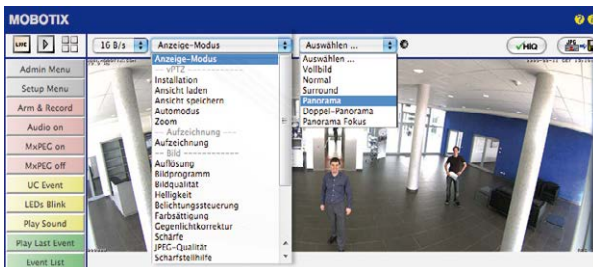 MOBOTIX
LIVE
16 B/s
Anzeige-Modus
Auswählen ...
HiQ
JPG
Admin Menu
Setup Menu
Arm & Record
Audio on
MxPEG on
MxPEG off
UC Event
LEDs Blink
Play Sound
Play Last Event
Event List
Anzeige-Modus
--- vPTZ -------------
Installation
Ansicht laden
Ansicht speichern
Automodus
Zoom
--- Aufzeichnung ---
Aufzeichnung
--- Bild -------------
Auflösung
Bildprogramm
Bildqualität
Helligkeit
Belichtungssteuerung
Farbsättigung
Gegenlichtkorrektur
Schärfe
JPEG-Qualität
Scharfstellhilfe
Auswählen ...
Vollbild
Normal
Surround
Panorama
Doppel-Panorama
Panorama Fokus